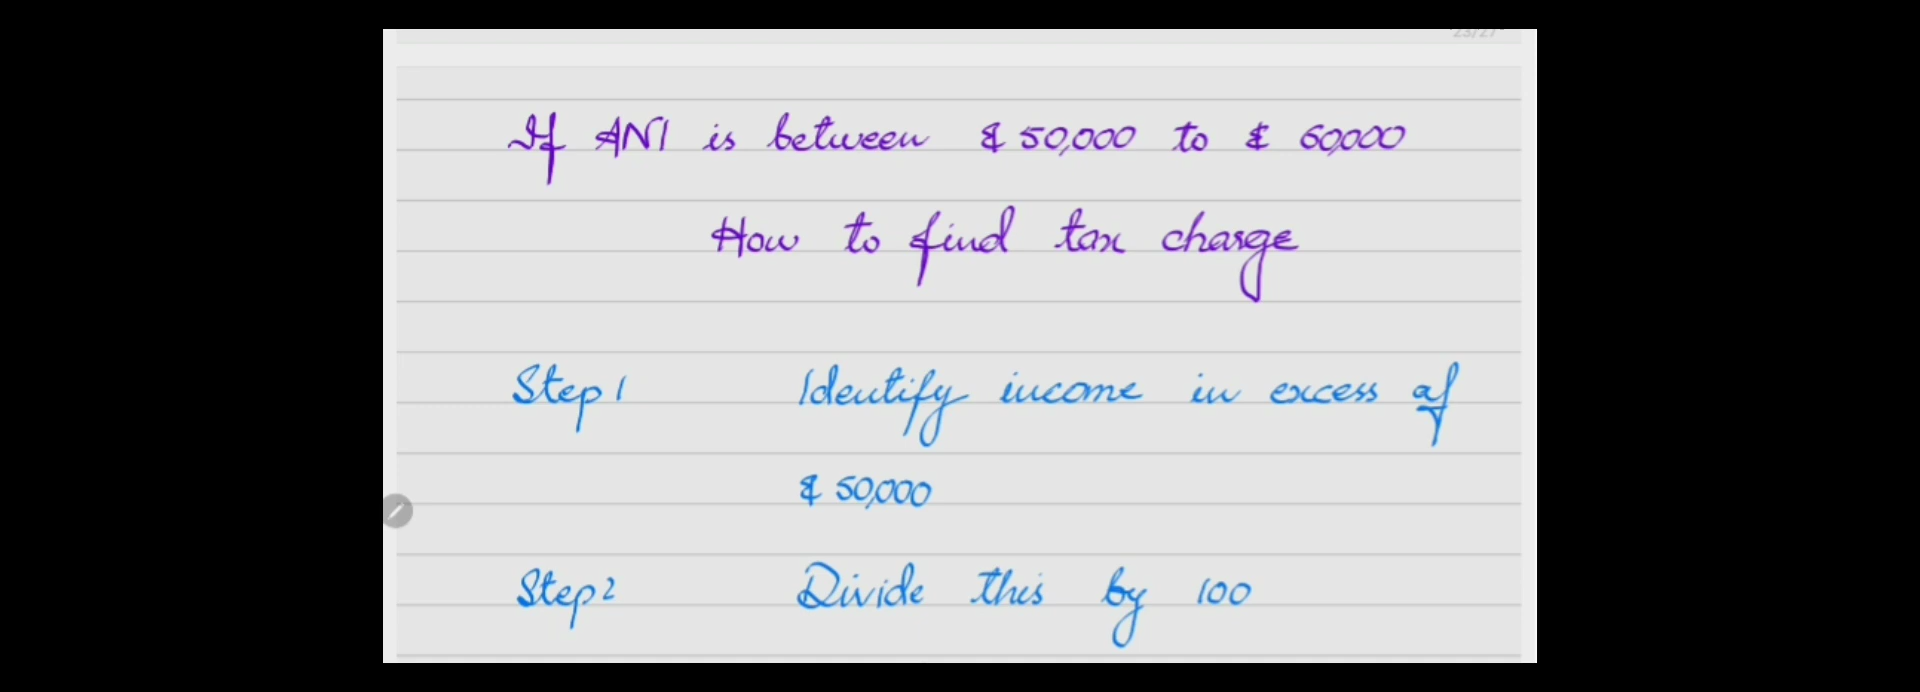 If ANI is between £ 50,000 to £ 60,000
How to find tax charge
Step 1 Identify income in excess of
£ 50,000
Step 2 Divide this by 100